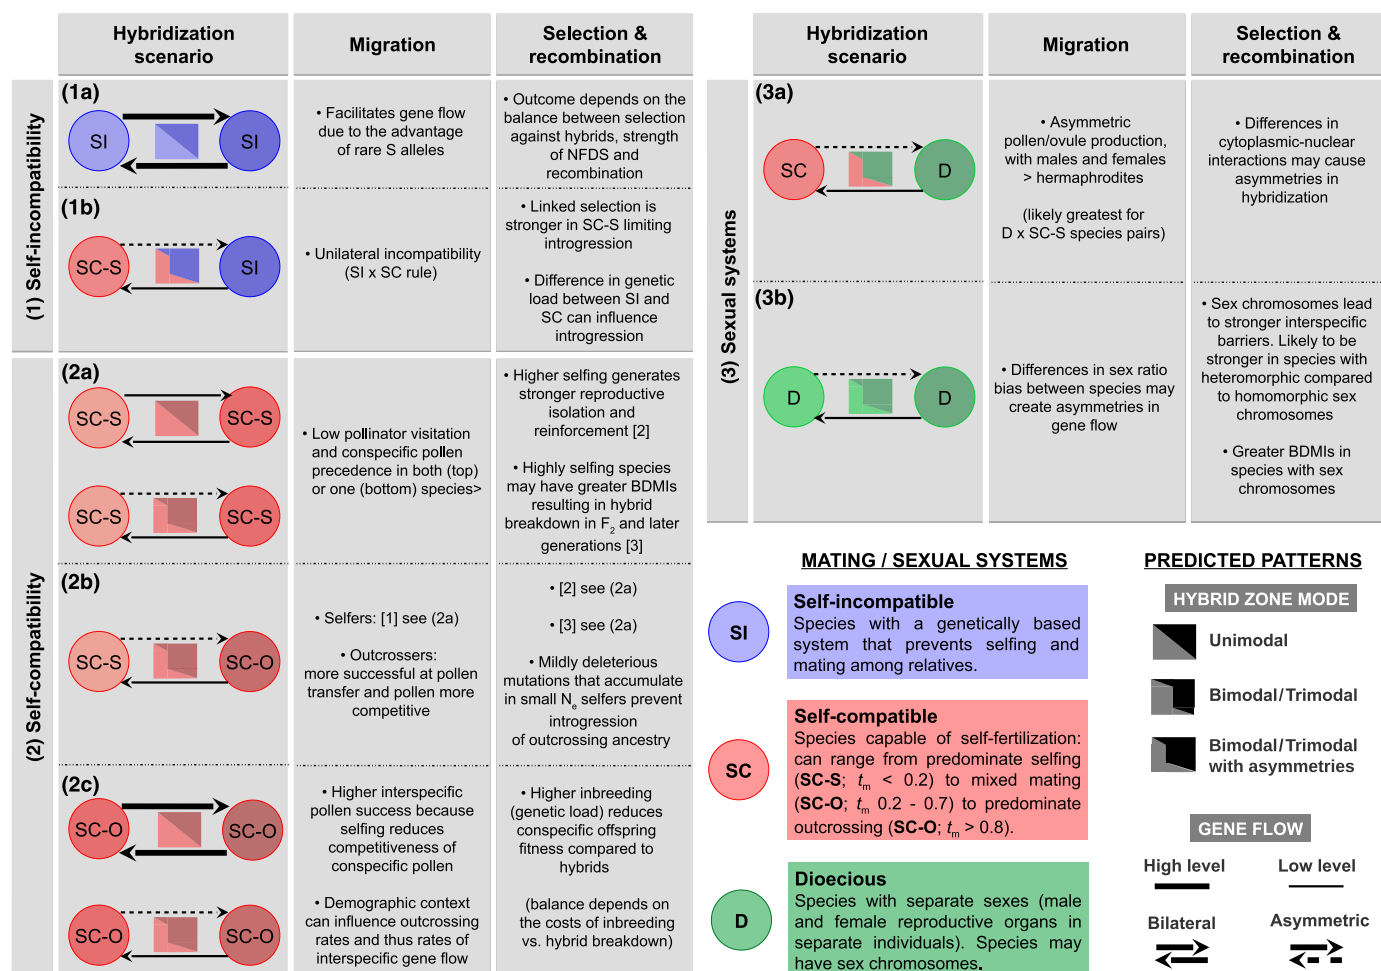 Hybridization
scenario
Migration
Selection &
recombination
(1) Self-incompatibility
(1a)
SI
SI
• Facilitates gene flow
due to the advantage
of rare S alleles
• Outcome depends on the
balance between selection
against hybrids, strength
of NFDS and
recombination
(1b)
SC-S
SI
• Unilateral incompatibility
(SI x SC rule)
• Linked selection is
stronger in SC-S limiting
introgression
• Difference in genetic
load between SI and
SC can influence
introgression
(2) Self-compatibility
(2a)
SC-S
SC-S
SC-S
SC-S
• Low pollinator visitation
and conspecific pollen
precedence in both (top)
or one (bottom) species>
• Higher selfing generates
stronger reproductive
isolation and
reinforcement [2]
• Highly selfing species
may have greater BDMIs
resulting in hybrid
breakdown in F2 and later
generations [3]
(2b)
SC-S
SC-O
• Selfers: [1] see (2a)
• Outcrossers:
more successful at pollen
transfer and pollen more
competitive
• [2] see (2a)
• [3] see (2a)
• Mildly deleterious
mutations that accumulate
in small Ne selfers prevent
introgression
of outcrossing ancestry
(2c)
SC-O
SC-O
SC-O
SC-O
• Higher interspecific
pollen success because
selfing reduces
competitiveness of
conspecific pollen
• Demographic context
can influence outcrossing
rates and thus rates of
interspecific gene flow
• Higher inbreeding
(genetic load) reduces
conspecific offspring
fitness compared to
hybrids
(balance depends on
the costs of inbreeding
vs. hybrid breakdown)
Hybridization
scenario
Migration
Selection &
recombination
(3) Sexual systems
(3a)
SC
D
• Asymmetric
pollen/ovule production,
with males and females
> hermaphrodites
(likely greatest for
D x SC-S species pairs)
• Differences in
cytoplasmic-nuclear
interactions may cause
asymmetries in
hybridization
(3b)
D
D
• Differences in sex ratio
bias between species may
create asymmetries in
gene flow
• Sex chromosomes lead
to stronger interspecific
barriers. Likely to be
stronger in species with
heteromorphic compared
to homomorphic sex
chromosomes
• Greater BDMIs in
species with sex
chromosomes
MATING / SEXUAL SYSTEMS
SI
Self-incompatible
Species with a genetically based
system that prevents selfing and
mating among relatives.
SC
Self-compatible
Species capable of self-fertilization:
can range from predominate selfing
(SC-S; tm < 0.2) to mixed mating
(SC-O; tm 0.2 - 0.7) to predominate
outcrossing (SC-O; tm > 0.8).
D
Dioecious
Species with separate sexes (male
and female reproductive organs in
separate individuals). Species may
have sex chromosomes.
PREDICTED PATTERNS
HYBRID ZONE MODE
Unimodal
Bimodal/Trimodal
Bimodal/Trimodal
with asymmetries
GENE FLOW
High level
Low level
Bilateral
Asymmetric